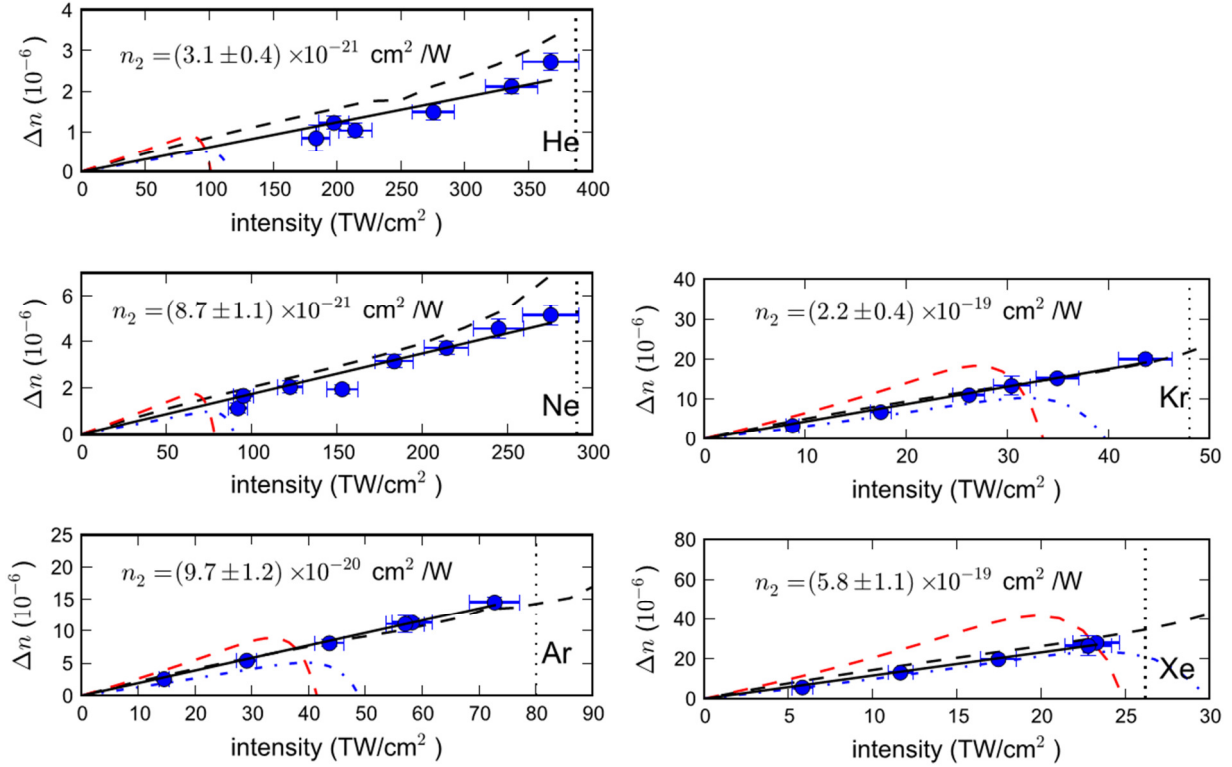 4
3
2
1
0
Δn (10⁻⁶)
n₂ =(3.1±0.4) ×10⁻²¹ cm² /W
He
0 50 100 150 200 250 300 350 400
intensity (TW/cm² )
6
4
2
0
Δn (10⁻⁶)
n₂ =(8.7±1.1) ×10⁻²¹ cm² /W
Ne
0 50 100 150 200 250 300
intensity (TW/cm² )
40
30
20
10
0
Δn (10⁻⁶)
n₂ =(2.2±0.4) ×10⁻¹⁹ cm² /W
Kr
0 10 20 30 40 50
intensity (TW/cm² )
25
20
15
10
5
0
Δn (10⁻⁶)
n₂ =(9.7±1.2) ×10⁻²⁰ cm² /W
Ar
0 10 20 30 40 50 60 70 80 90
intensity (TW/cm² )
80
60
40
20
0
Δn (10⁻⁶)
n₂ =(5.8±1.1) ×10⁻¹⁹ cm² /W
Xe
0 5 10 15 20 25 30
intensity (TW/cm² )